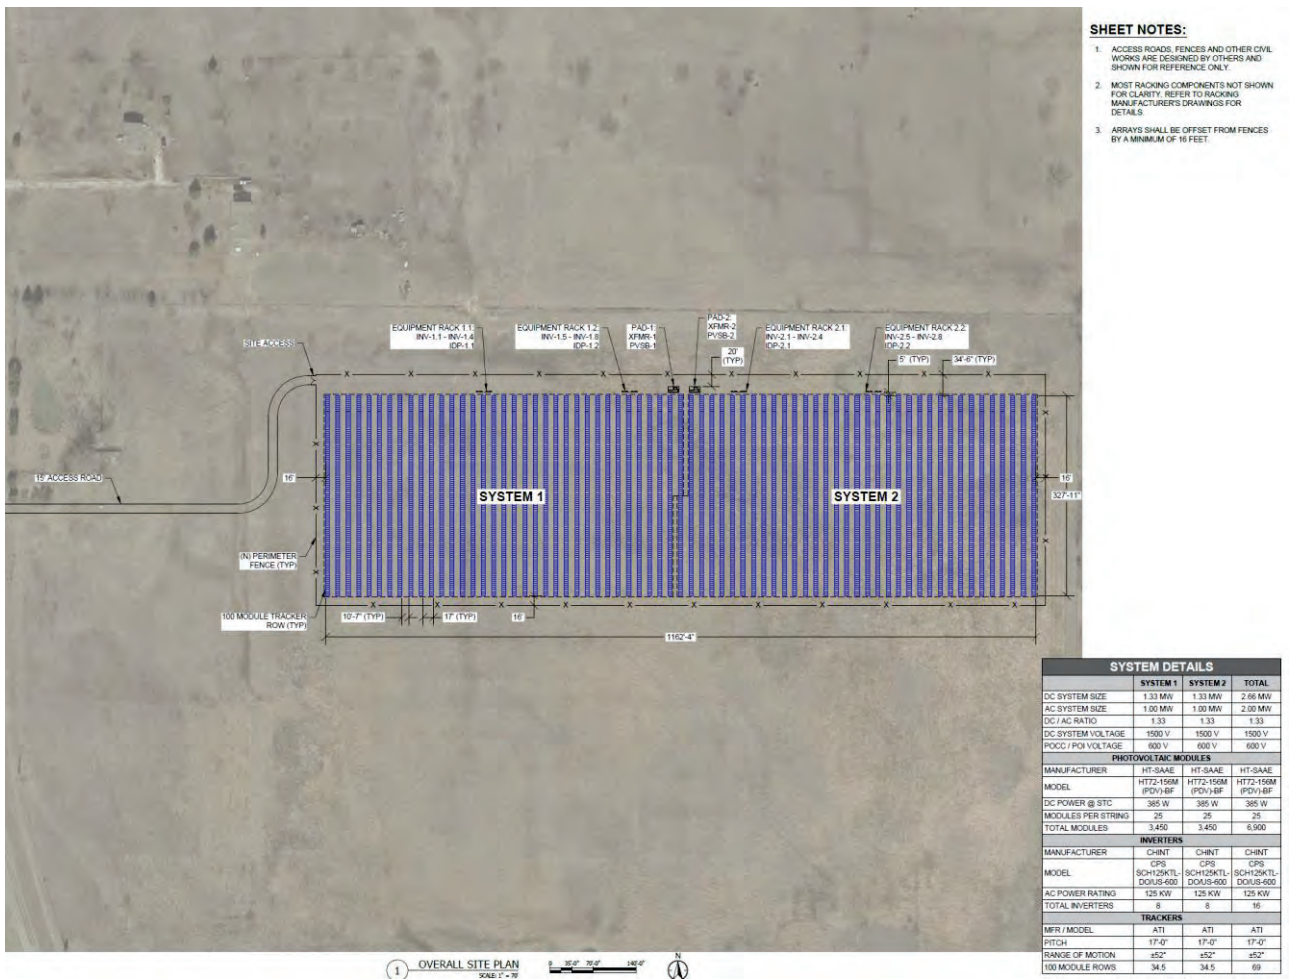 SHEET NOTES:
1. ACCESS ROADS, FENCES AND OTHER CIVIL
WORKS ARE DESIGNED BY OTHERS AND
SHOWN FOR REFERENCE ONLY.
2. MOST RACKING COMPONENTS NOT SHOWN
FOR CLARITY. REFER TO RACKING
MANUFACTURER'S DRAWINGS FOR
DETAILS.
3. ARRAYS SHALL BE OFFSET FROM FENCES
BY A MINIMUM OF 16 FEET.
SITE ACCESS
EQUIPMENT RACK 1.1:
INV-1.1 - INV-1.4
IDP-1.1
EQUIPMENT RACK 1.2:
INV-1.5 - INV-1.8
IDP-1.2
PAD-1:
XFMR-1
PVSB-1
PAD-2:
XFMR-2
PVSB-2
20'
(TYP)
EQUIPMENT RACK 2.1:
INV-2.1 - INV-2.4
IDP-2.1
EQUIPMENT RACK 2.2:
INV-2.5 - INV-2.8
IDP-2.2
5' (TYP)
34'-6" (TYP)
15' ACCESS ROAD
16'
SYSTEM 1
SYSTEM 2
16'
327'-11"
(N) PERIMETER
FENCE (TYP)
100 MODULE TRACKER
ROW (TYP)
10'-7" (TYP)
17' (TYP)
16'
1162'-4"
SYSTEM DETAILS
SYSTEM 1 SYSTEM 2 TOTAL
DC SYSTEM SIZE 1.33 MW 1.33 MW 2.66 MW
AC SYSTEM SIZE 1.00 MW 1.00 MW 2.00 MW
DC / AC RATIO 1.33 1.33 1.33
DC SYSTEM VOLTAGE 1500 V 1500 V 1500 V
POCC / POI VOLTAGE 600 V 600 V 600 V
PHOTOVOLTAIC MODULES
MANUFACTURER HT-SAAE HT-SAAE HT-SAAE
MODEL HT72-156M (PDV)-BF HT72-156M (PDV)-BF HT72-156M (PDV)-BF
DC POWER @ STC 385 W 385 W 385 W
MODULES PER STRING 25 25 25
TOTAL MODULES 3,450 3,450 6,900
INVERTERS
MANUFACTURER CHINT CHINT CHINT
MODEL CPS SCH125KTL-DO/US-600 CPS SCH125KTL-DO/US-600 CPS SCH125KTL-DO/US-600
AC POWER RATING 125 KW 125 KW 125 KW
TOTAL INVERTERS 8 8 16
TRACKERS
MFR / MODEL ATI ATI ATI
PITCH 17'-0" 17'-0" 17'-0"
RANGE OF MOTION ±52° ±52° ±52°
100 MODULE ROWS 34.5 34.5 69
1 OVERALL SITE PLAN
SCALE: 1" = 70'
0 35'-0" 70'-0" 140'-0"
N